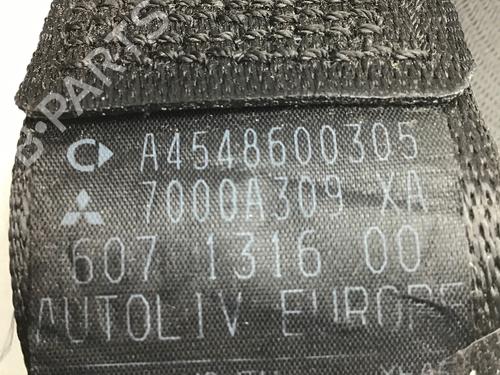 A4548600305
7000A309 XA
607 1316 00
AUTOLIV EUROPE
B-PARTS